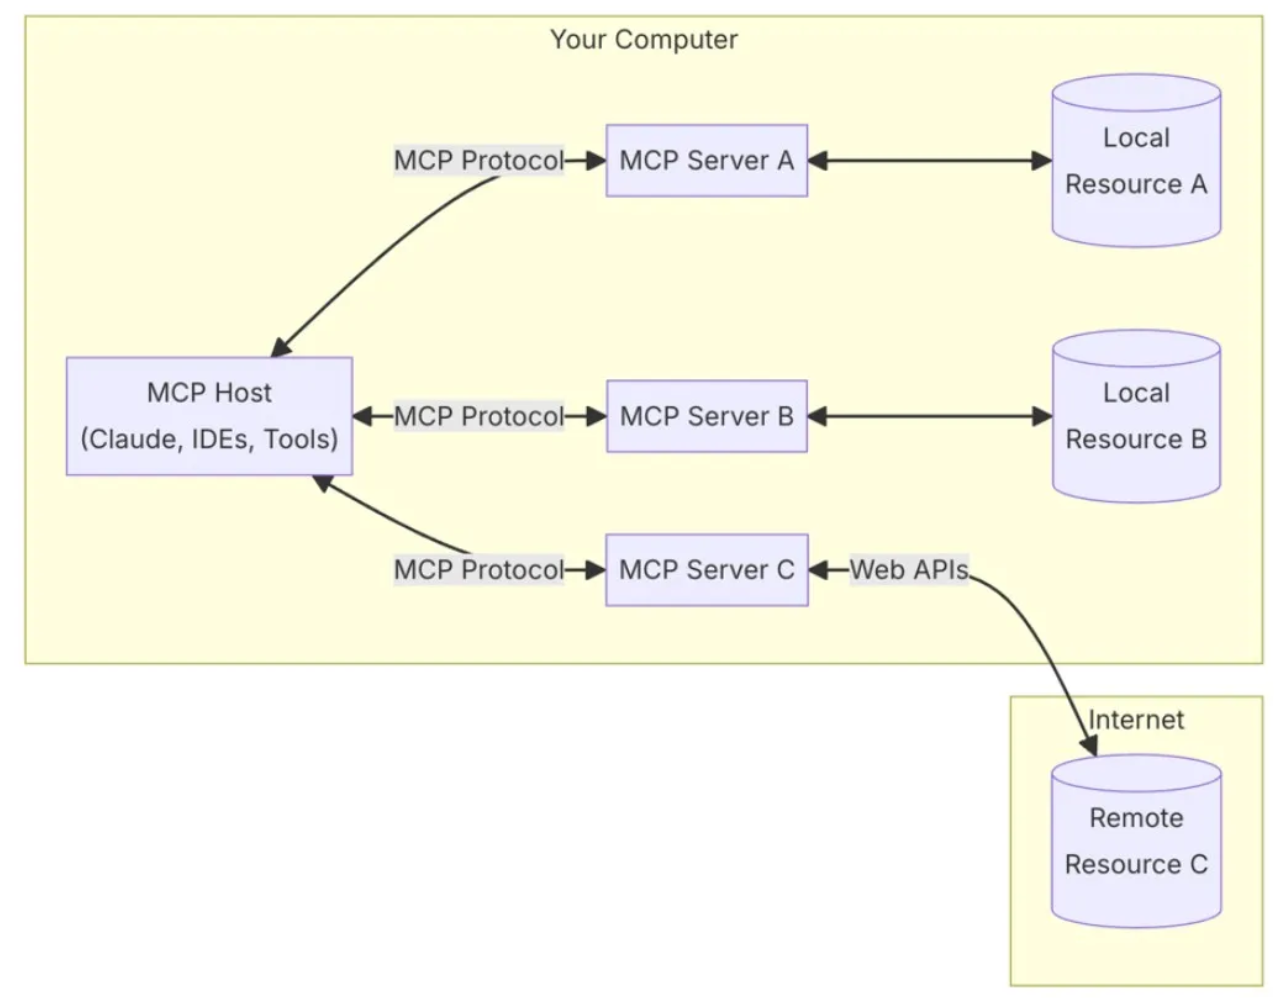 Your Computer
MCP Protocol
MCP Server A
Local
Resource A
MCP Host
(Claude, IDEs, Tools)
MCP Protocol
MCP Server B
Local
Resource B
MCP Protocol
MCP Server C
Web APIs
Internet
Remote
Resource C